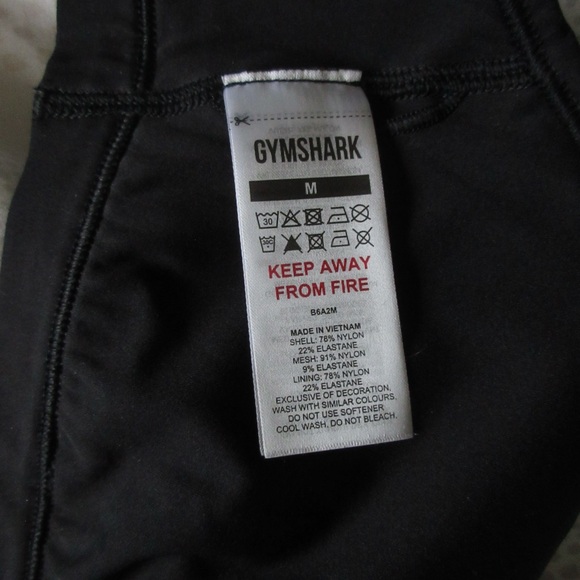 GYMSHARK
M
30
30C
KEEP AWAY
FROM FIRE
B6A2M
MADE IN VIETNAM
SHELL: 78% NYLON
22% ELASTANE
MESH: 91% NYLON
9% ELASTANE
LINING: 78% NYLON
22% ELASTANE
EXCLUSIVE OF DECORATION.
WASH WITH SIMILAR COLOURS.
DO NOT USE SOFTENER
COOL WASH. DO NOT BLEACH.